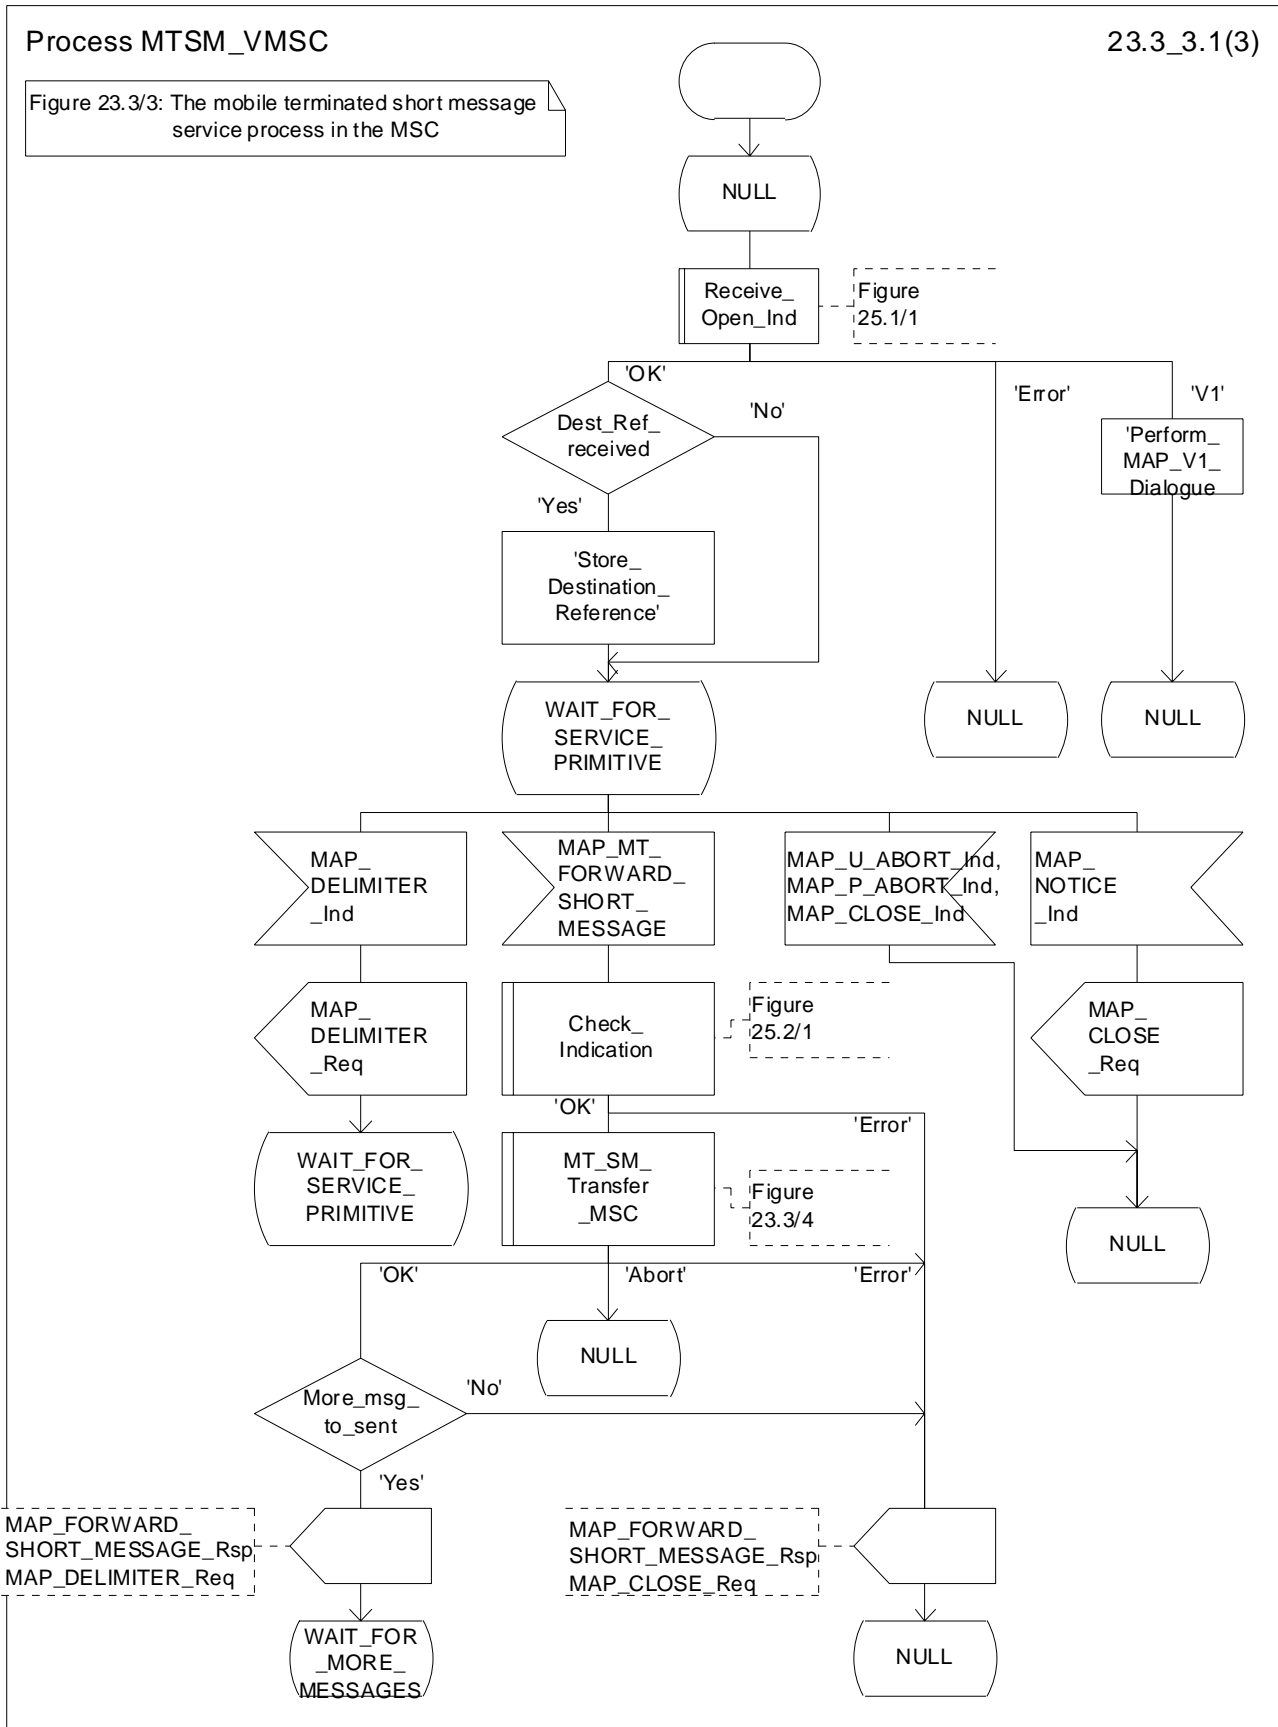 Process MTSM_VMSC
23.3_3.1(3)
Figure 23.3/3: The mobile terminated short message
service process in the MSC
NULL
Receive_
Open_Ind
Figure
25.1/1
'OK'
'No'
'Error'
'V1'
Dest_Ref_
received
'Perform_
MAP_V1_
Dialogue
'Yes'
'Store_
Destination_
Reference'
WAIT_FOR_
SERVICE_
PRIMITIVE
NULL
NULL
MAP_
DELIMITER
_Ind
MAP_MT_
FORWARD_
SHORT_
MESSAGE
MAP_U_ABORT_Ind,
MAP_P_ABORT_Ind,
MAP_CLOSE_Ind
MAP_
NOTICE
_Ind
MAP_
DELIMITER
_Req
Check_
Indication
Figure
25.2/1
MAP_
CLOSE
_Req
'OK'
'Error'
WAIT_FOR_
SERVICE_
PRIMITIVE
MT_SM_
Transfer
_MSC
Figure
23.3/4
NULL
'OK'
'Abort'
'Error'
NULL
More_msg_
to_sent
'No'
'Yes'
MAP_FORWARD_
SHORT_MESSAGE_Rsp
MAP_DELIMITER_Req
MAP_FORWARD_
SHORT_MESSAGE_Rsp
MAP_CLOSE_Req
WAIT_FOR
_MORE_
MESSAGES
NULL